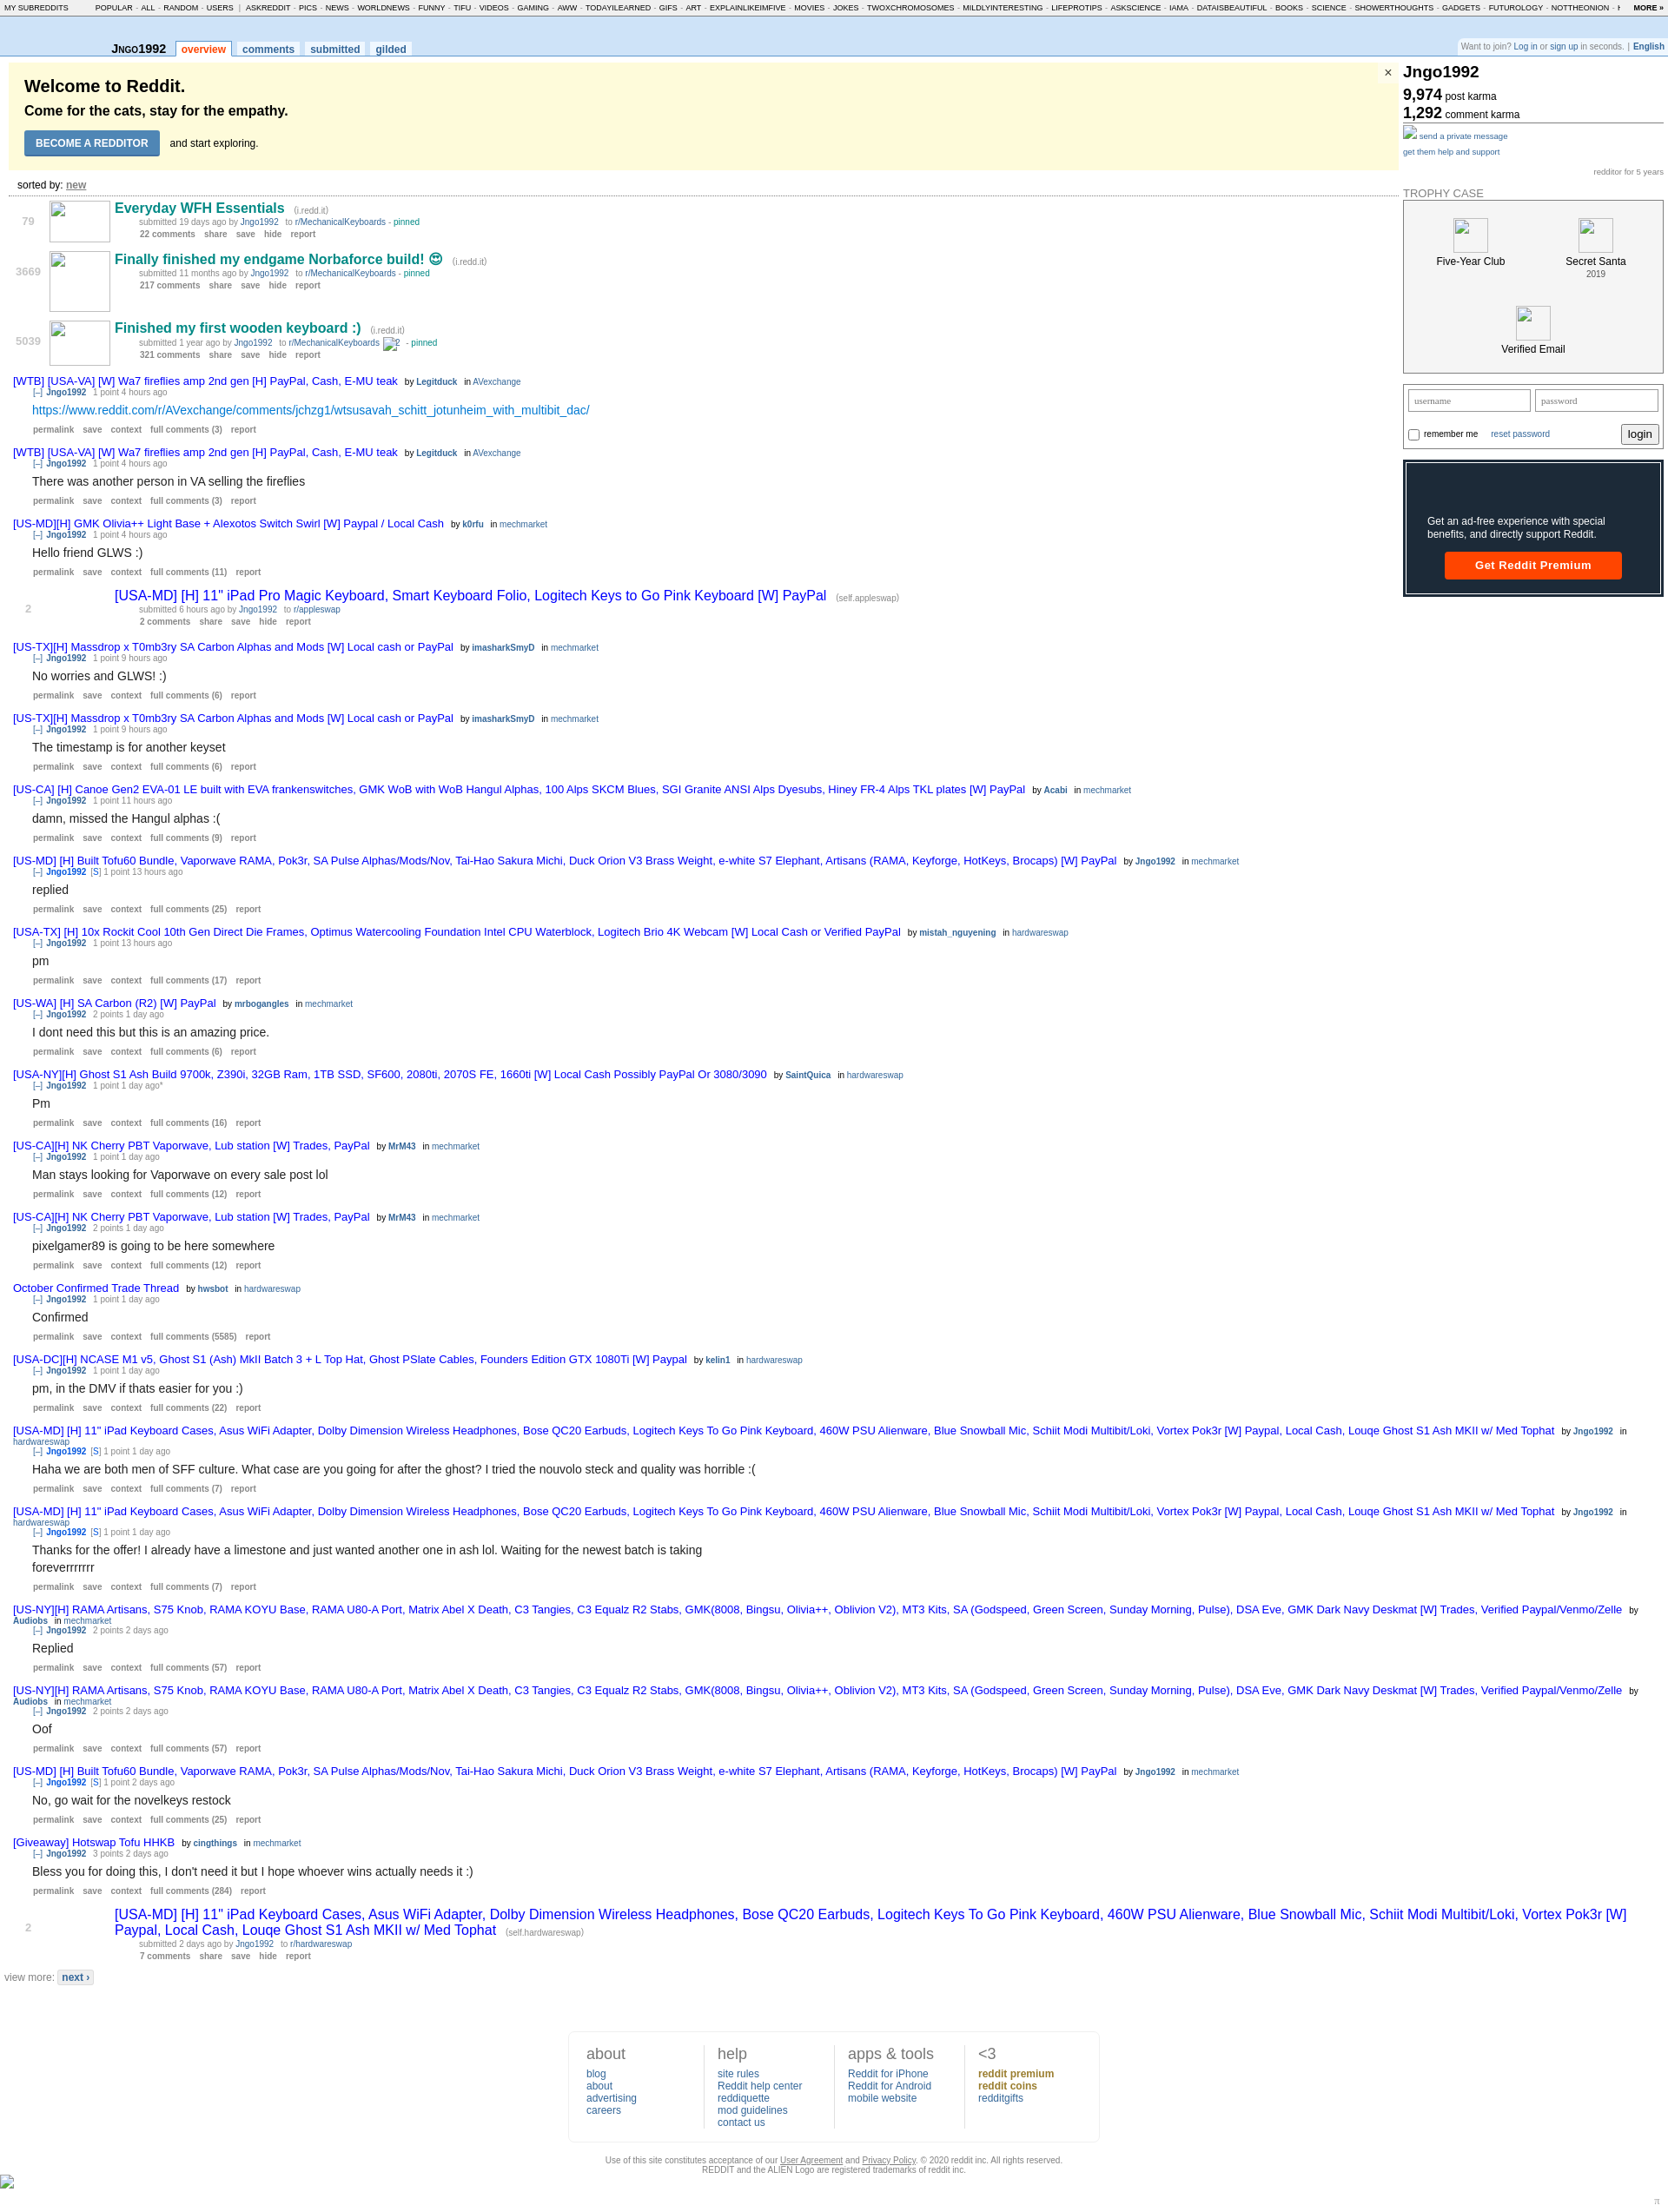 MY SUBREDDITS POPULAR - ALL - RANDOM - USERS | ASKREDDIT - PICS - NEWS - WORLDNEWS - FUNNY - TIFU - VIDEOS - GAMING - AWW - TODAYILEARNED - GIFS - ART - EXPLAINLIKEIMFIVE - MOVIES - JOKES - TWOXCHROMOSOMES - MILDLYINTERESTING - LIFEPROTIPS - ASKSCIENCE - IAMA - DATAISBEAUTIFUL - BOOKS - SCIENCE - SHOWERTHOUGHTS - GADGETS - FUTUROLOGY - NOTTHEONION - MORE »
JNGO1992 overview comments submitted gilded
Want to join? Log in or sign up in seconds. | English
Welcome to Reddit.
Come for the cats, stay for the empathy.
BECOME A REDDITOR and start exploring.
×
sorted by: new
79
Everyday WFH Essentials (i.redd.it)
submitted 19 days ago by Jngo1992 to r/MechanicalKeyboards - pinned
22 comments share save hide report
3669
Finally finished my endgame Norbaforce build! 😍 (i.redd.it)
submitted 11 months ago by Jngo1992 to r/MechanicalKeyboards - pinned
217 comments share save hide report
5039
Finished my first wooden keyboard :) (i.redd.it)
submitted 1 year ago by Jngo1992 to r/MechanicalKeyboards 2 - pinned
321 comments share save hide report
[WTB] [USA-VA] [W] Wa7 fireflies amp 2nd gen [H] PayPal, Cash, E-MU teak by Legitduck in AVexchange
[–] Jngo1992 1 point 4 hours ago
https://www.reddit.com/r/AVexchange/comments/jchzg1/wtsusavah_schitt_jotunheim_with_multibit_dac/
permalink save context full comments (3) report
[WTB] [USA-VA] [W] Wa7 fireflies amp 2nd gen [H] PayPal, Cash, E-MU teak by Legitduck in AVexchange
[–] Jngo1992 1 point 4 hours ago
There was another person in VA selling the fireflies
permalink save context full comments (3) report
[US-MD][H] GMK Olivia++ Light Base + Alexotos Switch Swirl [W] Paypal / Local Cash by k0rfu in mechmarket
[–] Jngo1992 1 point 4 hours ago
Hello friend GLWS :)
permalink save context full comments (11) report
2
[USA-MD] [H] 11" iPad Pro Magic Keyboard, Smart Keyboard Folio, Logitech Keys to Go Pink Keyboard [W] PayPal (self.appleswap)
submitted 6 hours ago by Jngo1992 to r/appleswap
2 comments share save hide report
[US-TX][H] Massdrop x T0mb3ry SA Carbon Alphas and Mods [W] Local cash or PayPal by imasharkSmyD in mechmarket
[–] Jngo1992 1 point 9 hours ago
No worries and GLWS! :)
permalink save context full comments (6) report
[US-TX][H] Massdrop x T0mb3ry SA Carbon Alphas and Mods [W] Local cash or PayPal by imasharkSmyD in mechmarket
[–] Jngo1992 1 point 9 hours ago
The timestamp is for another keyset
permalink save context full comments (6) report
[US-CA] [H] Canoe Gen2 EVA-01 LE built with EVA frankenswitches, GMK WoB with WoB Hangul Alphas, 100 Alps SKCM Blues, SGI Granite ANSI Alps Dyesubs, Hiney FR-4 Alps TKL plates [W] PayPal by Acabi in mechmarket
[–] Jngo1992 1 point 11 hours ago
damn, missed the Hangul alphas :(
permalink save context full comments (9) report
[US-MD] [H] Built Tofu60 Bundle, Vaporwave RAMA, Pok3r, SA Pulse Alphas/Mods/Nov, Tai-Hao Sakura Michi, Duck Orion V3 Brass Weight, e-white S7 Elephant, Artisans (RAMA, Keyforge, HotKeys, Brocaps) [W] PayPal by Jngo1992 in mechmarket
[–] Jngo1992 [S] 1 point 13 hours ago
replied
permalink save context full comments (25) report
[USA-TX] [H] 10x Rockit Cool 10th Gen Direct Die Frames, Optimus Watercooling Foundation Intel CPU Waterblock, Logitech Brio 4K Webcam [W] Local Cash or Verified PayPal by mistah_nguyening in hardwareswap
[–] Jngo1992 1 point 13 hours ago
pm
permalink save context full comments (17) report
[US-WA] [H] SA Carbon (R2) [W] PayPal by mrbogangles in mechmarket
[–] Jngo1992 2 points 1 day ago
I dont need this but this is an amazing price.
permalink save context full comments (6) report
[USA-NY][H] Ghost S1 Ash Build 9700k, Z390i, 32GB Ram, 1TB SSD, SF600, 2080ti, 2070S FE, 1660ti [W] Local Cash Possibly PayPal Or 3080/3090 by SaintQuica in hardwareswap
[–] Jngo1992 1 point 1 day ago*
Pm
permalink save context full comments (16) report
[US-CA][H] NK Cherry PBT Vaporwave, Lub station [W] Trades, PayPal by MrM43 in mechmarket
[–] Jngo1992 1 point 1 day ago
Man stays looking for Vaporwave on every sale post lol
permalink save context full comments (12) report
[US-CA][H] NK Cherry PBT Vaporwave, Lub station [W] Trades, PayPal by MrM43 in mechmarket
[–] Jngo1992 2 points 1 day ago
pixelgamer89 is going to be here somewhere
permalink save context full comments (12) report
October Confirmed Trade Thread by hwsbot in hardwareswap
[–] Jngo1992 1 point 1 day ago
Confirmed
permalink save context full comments (5585) report
[USA-DC][H] NCASE M1 v5, Ghost S1 (Ash) MkII Batch 3 + L Top Hat, Ghost PSlate Cables, Founders Edition GTX 1080Ti [W] Paypal by kelin1 in hardwareswap
[–] Jngo1992 1 point 1 day ago
pm, in the DMV if thats easier for you :)
permalink save context full comments (22) report
[USA-MD] [H] 11" iPad Keyboard Cases, Asus WiFi Adapter, Dolby Dimension Wireless Headphones, Bose QC20 Earbuds, Logitech Keys To Go Pink Keyboard, 460W PSU Alienware, Blue Snowball Mic, Schiit Modi Multibit/Loki, Vortex Pok3r [W] Paypal, Local Cash, Louqe Ghost S1 Ash MKII w/ Med Tophat by Jngo1992 in
hardwareswap
[–] Jngo1992 [S] 1 point 1 day ago
Haha we are both men of SFF culture. What case are you going for after the ghost? I tried the nouvolo steck and quality was horrible :(
permalink save context full comments (7) report
[USA-MD] [H] 11" iPad Keyboard Cases, Asus WiFi Adapter, Dolby Dimension Wireless Headphones, Bose QC20 Earbuds, Logitech Keys To Go Pink Keyboard, 460W PSU Alienware, Blue Snowball Mic, Schiit Modi Multibit/Loki, Vortex Pok3r [W] Paypal, Local Cash, Louqe Ghost S1 Ash MKII w/ Med Tophat by Jngo1992 in
hardwareswap
[–] Jngo1992 [S] 1 point 1 day ago
Thanks for the offer! I already have a limestone and just wanted another one in ash lol. Waiting for the newest batch is taking
foreverrrrrrr
permalink save context full comments (7) report
[US-NY][H] RAMA Artisans, S75 Knob, RAMA KOYU Base, RAMA U80-A Port, Matrix Abel X Death, C3 Tangies, C3 Equalz R2 Stabs, GMK(8008, Bingsu, Olivia++, Oblivion V2), MT3 Kits, SA (Godspeed, Green Screen, Sunday Morning, Pulse), DSA Eve, GMK Dark Navy Deskmat [W] Trades, Verified Paypal/Venmo/Zelle by
Audiobs in mechmarket
[–] Jngo1992 2 points 2 days ago
Replied
permalink save context full comments (57) report
[US-NY][H] RAMA Artisans, S75 Knob, RAMA KOYU Base, RAMA U80-A Port, Matrix Abel X Death, C3 Tangies, C3 Equalz R2 Stabs, GMK(8008, Bingsu, Olivia++, Oblivion V2), MT3 Kits, SA (Godspeed, Green Screen, Sunday Morning, Pulse), DSA Eve, GMK Dark Navy Deskmat [W] Trades, Verified Paypal/Venmo/Zelle by
Audiobs in mechmarket
[–] Jngo1992 2 points 2 days ago
Oof
permalink save context full comments (57) report
[US-MD] [H] Built Tofu60 Bundle, Vaporwave RAMA, Pok3r, SA Pulse Alphas/Mods/Nov, Tai-Hao Sakura Michi, Duck Orion V3 Brass Weight, e-white S7 Elephant, Artisans (RAMA, Keyforge, HotKeys, Brocaps) [W] PayPal by Jngo1992 in mechmarket
[–] Jngo1992 [S] 1 point 2 days ago
No, go wait for the novelkeys restock
permalink save context full comments (25) report
[Giveaway] Hotswap Tofu HHKB by cingthings in mechmarket
[–] Jngo1992 3 points 2 days ago
Bless you for doing this, I don't need it but I hope whoever wins actually needs it :)
permalink save context full comments (284) report
2
[USA-MD] [H] 11" iPad Keyboard Cases, Asus WiFi Adapter, Dolby Dimension Wireless Headphones, Bose QC20 Earbuds, Logitech Keys To Go Pink Keyboard, 460W PSU Alienware, Blue Snowball Mic, Schiit Modi Multibit/Loki, Vortex Pok3r [W]
Paypal, Local Cash, Louqe Ghost S1 Ash MKII w/ Med Tophat (self.hardwareswap)
submitted 2 days ago by Jngo1992 to r/hardwareswap
7 comments share save hide report
view more: next ›
Jngo1992
9,974 post karma
1,292 comment karma
send a private message
get them help and support
redditor for 5 years
TROPHY CASE
Five-Year Club
Secret Santa
2019
Verified Email
username password
remember me reset password login
Get an ad-free experience with special
benefits, and directly support Reddit.
Get Reddit Premium
about
blog
about
advertising
careers
help
site rules
Reddit help center
reddiquette
mod guidelines
contact us
apps & tools
Reddit for iPhone
Reddit for Android
mobile website
<3
reddit premium
reddit coins
redditgifts
Use of this site constitutes acceptance of our User Agreement and Privacy Policy. © 2020 reddit inc. All rights reserved.
REDDIT and the ALIEN Logo are registered trademarks of reddit inc.
π